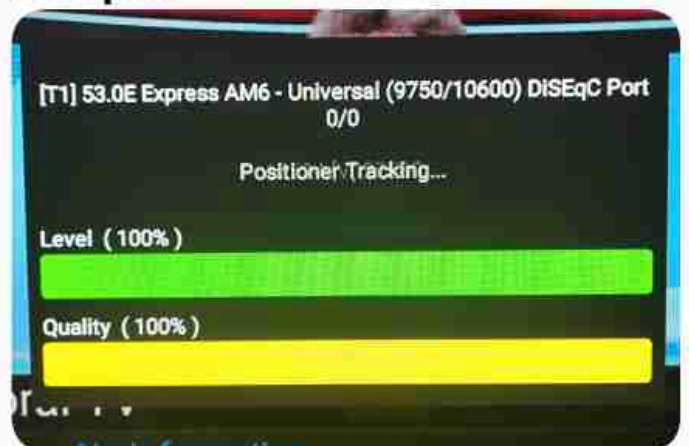 [T1] 53.0E Express AM6 - Universal (9750/10600) DiSEqC Port
0/0
Positioner Tracking...
Level ( 100% )
Quality ( 100% )